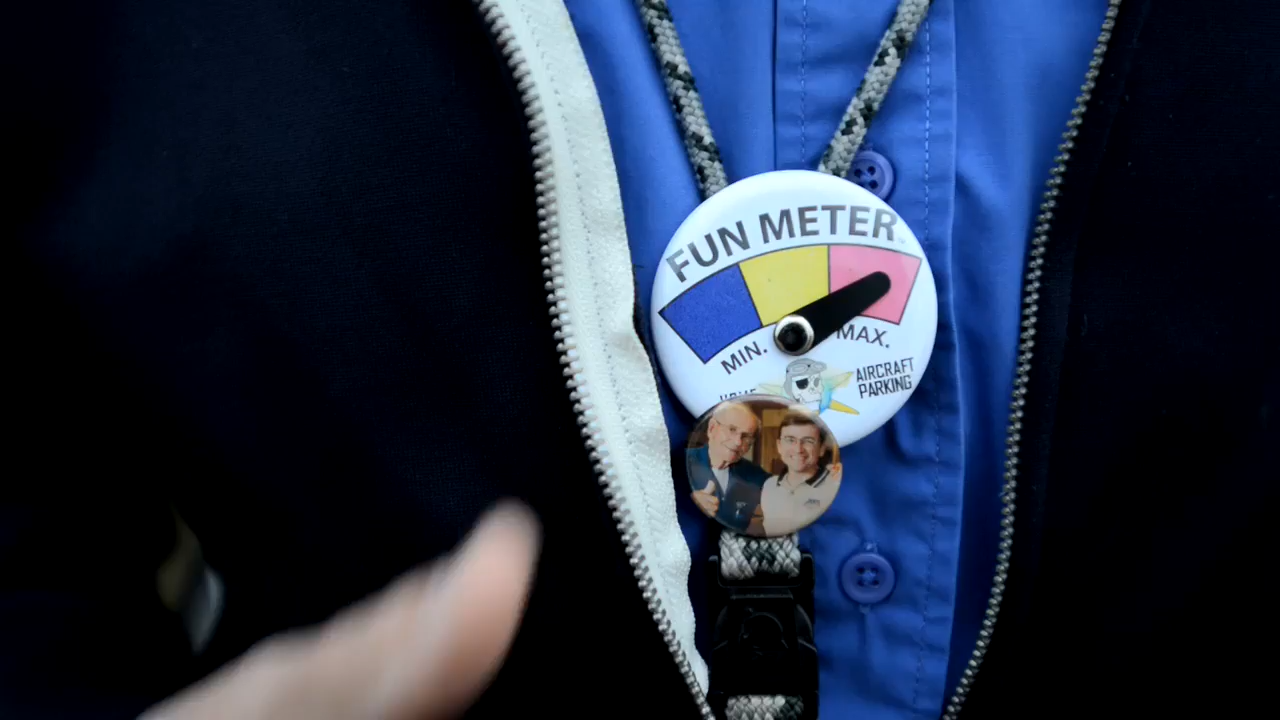 FUN METER
MIN.
MAX.
AIRCRAFT
PARKING